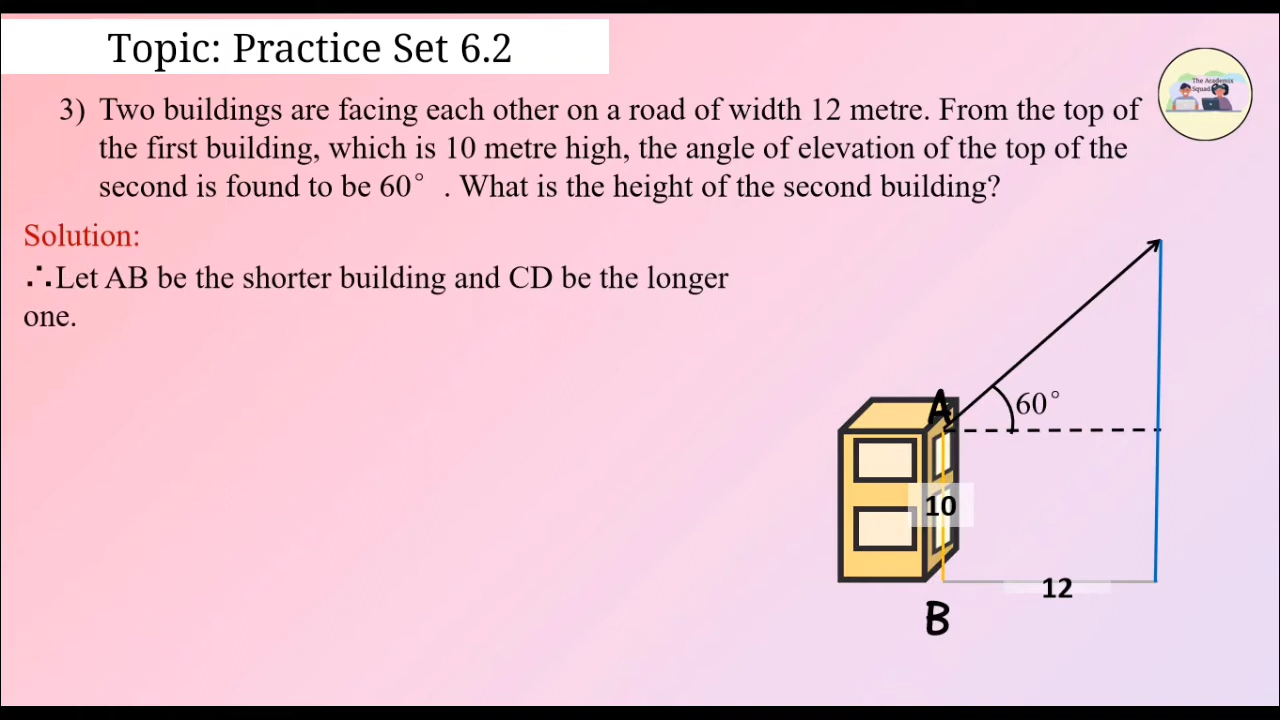 Topic: Practice Set 6.2
The Academix
Squad
3) Two buildings are facing each other on a road of width 12 metre. From the top of
the first building, which is 10 metre high, the angle of elevation of the top of the
second is found to be 60° . What is the height of the second building?
Solution:
∴Let AB be the shorter building and CD be the longer
one.
A
60°
10
12
B